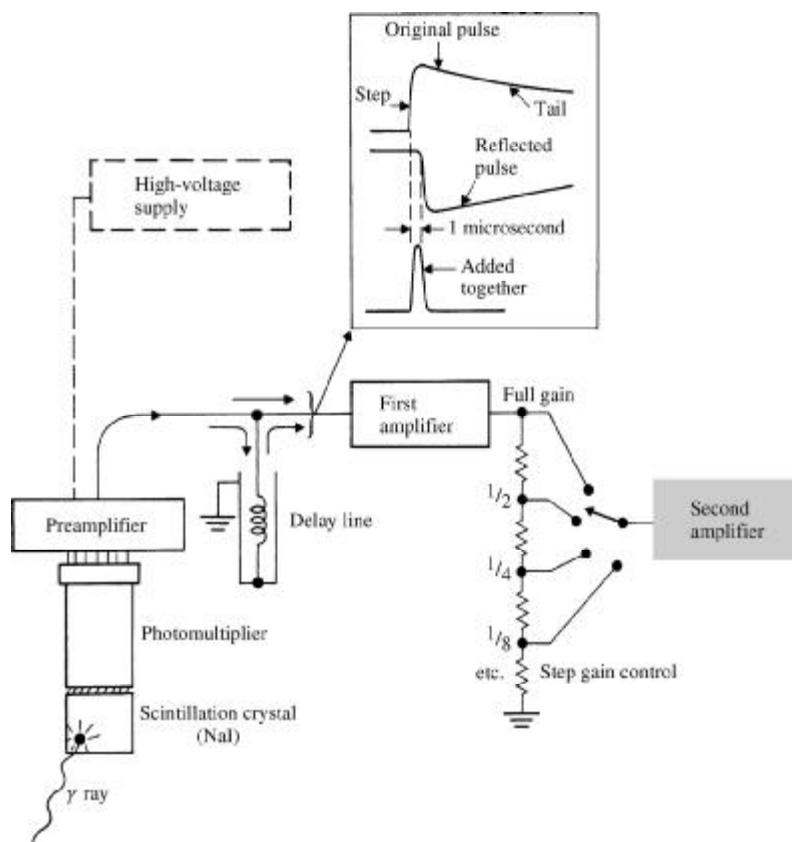 Original pulse
Step
Tail
Reflected
pulse
1 microsecond
Added
together
High-voltage
supply
First
amplifier
Full gain
1/2
1/4
1/8
etc.
Step gain control
Second
amplifier
Preamplifier
Delay line
Photomultiplier
Scintillation crystal
(NaI)
γ ray